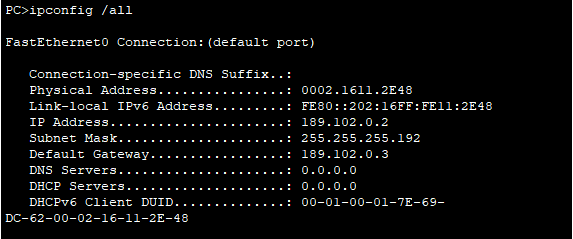 PC>ipconfig /all
FastEthernet0 Connection:(default port)
Connection-specific DNS Suffix..:
Physical Address................: 0002.1611.2E48
Link-local IPv6 Address.........: FE80::202:16FF:FE11:2E48
IP Address......................: 189.102.0.2
Subnet Mask.....................: 255.255.255.192
Default Gateway.................: 189.102.0.3
DNS Servers.....................: 0.0.0.0
DHCP Servers....................: 0.0.0.0
DHCPv6 Client DUID..............: 00-01-00-01-7E-69-
DC-62-00-02-16-11-2E-48